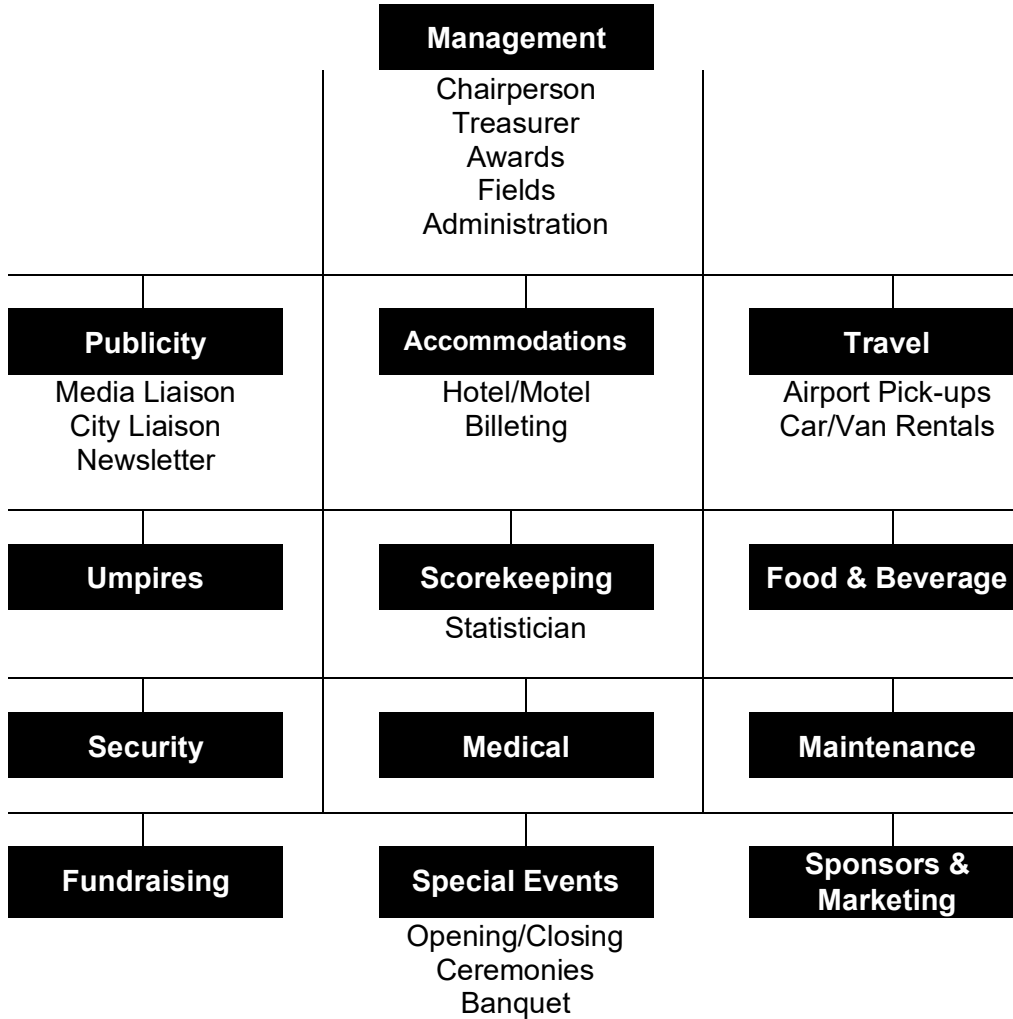 Management
Chairperson
Treasurer
Awards
Fields
Administration
Publicity
Media Liaison
City Liaison
Newsletter
Accommodations
Hotel/Motel
Billeting
Travel
Airport Pick-ups
Car/Van Rentals
Umpires
Scorekeeping
Statistician
Food & Beverage
Security
Medical
Maintenance
Fundraising
Special Events
Opening/Closing
Ceremonies
Banquet
Sponsors &
Marketing